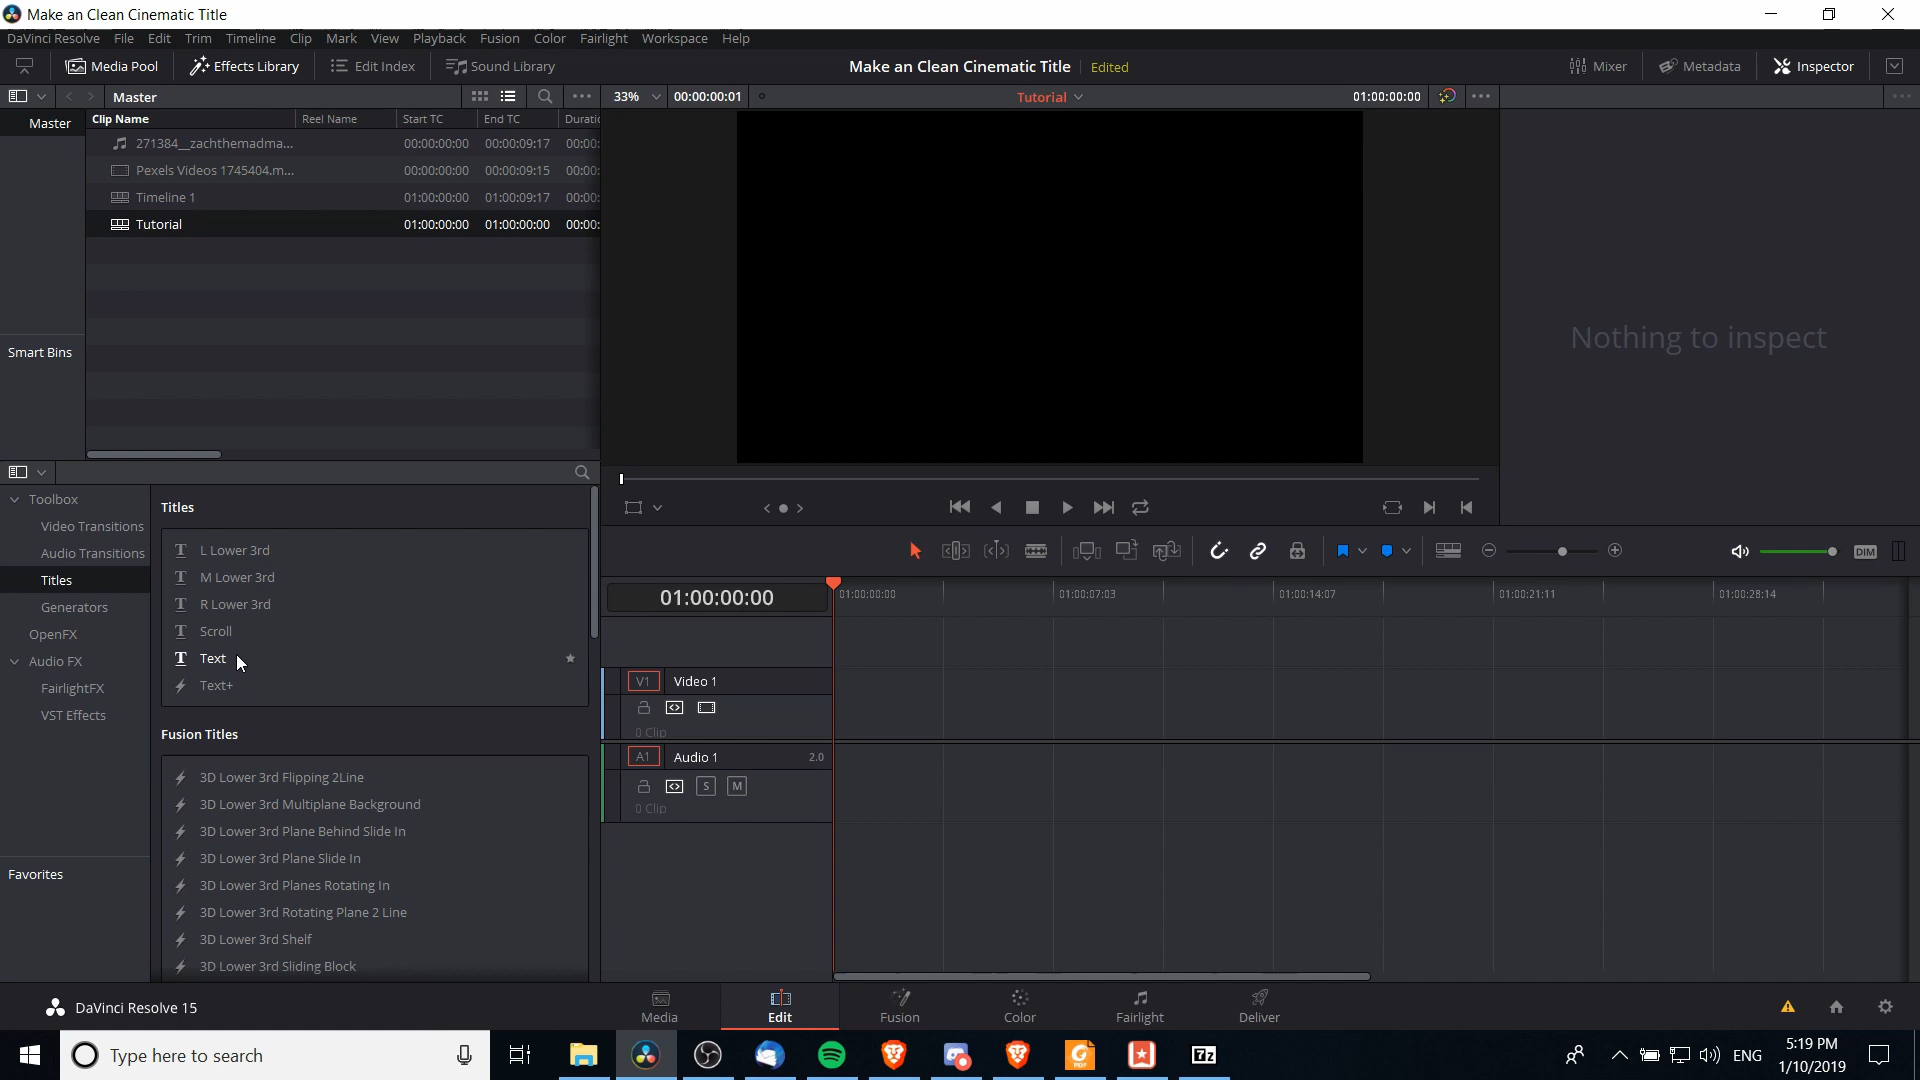 Make an Clean Cinematic Title
DaVinci Resolve File Edit Trim Timeline Clip Mark View Playback Fusion Color Fairlight Workspace Help
Media Pool Effects Library Edit Index Sound Library Make an Clean Cinematic Title Edited Mixer Metadata Inspector
Master 33% 00:00:00:01 Tutorial 01:00:00:00
Master Clip Name Reel Name Start TC End TC Duratic
271384__zachthemadma... 00:00:00:00 00:00:09:17 00:00:
Pexels Videos 1745404.m... 00:00:00:00 00:00:09:15 00:00:
Timeline 1 01:00:00:00 01:00:09:17 00:00:
Tutorial 01:00:00:00 01:00:00:00 00:00:
Smart Bins
Nothing to inspect
Toolbox
Video Transitions
Audio Transitions
Titles
Generators
OpenFX
Audio FX
FairlightFX
VST Effects
Favorites
Titles
L Lower 3rd
M Lower 3rd
R Lower 3rd
Scroll
Text
Text+
Fusion Titles
3D Lower 3rd Flipping 2Line
3D Lower 3rd Multiplane Background
3D Lower 3rd Plane Behind Slide In
3D Lower 3rd Plane Slide In
3D Lower 3rd Planes Rotating In
3D Lower 3rd Rotating Plane 2 Line
3D Lower 3rd Shelf
3D Lower 3rd Sliding Block
DIM
01:00:00:00 01:00:00:00 01:00:07:03 01:00:14:07 01:00:21:11 01:00:28:14
V1 Video 1
0 Clip
A1 Audio 1 2.0
S M
0 Clip
DaVinci Resolve 15 Media Edit Fusion Color Fairlight Deliver
Type here to search
PDF
7z
ENG
5:19 PM
1/10/2019